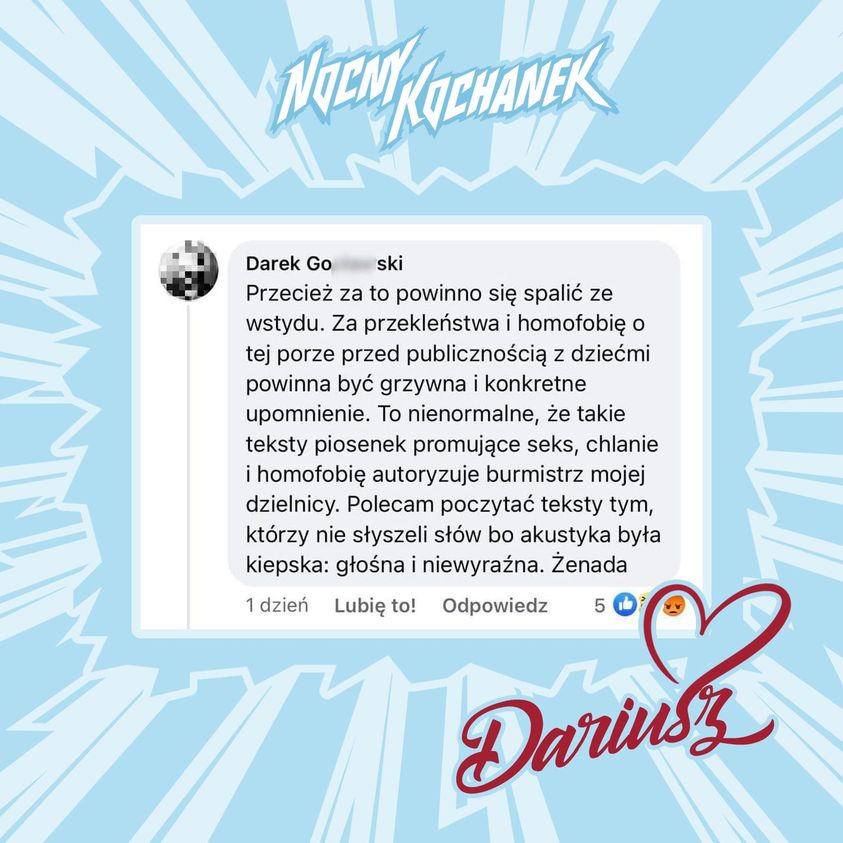 NOCNY KOCHANEK
Darek Go ski
Przecież za to powinno się spalić ze
wstydu. Za przekleństwa i homofobię o
tej porze przed publicznością z dziećmi
powinna być grzywna i konkretne
upomnienie. To nienormalne, że takie
teksty piosenek promujące seks, chlanie
i homofobię autoryzuje burmistrz mojej
dzielnicy. Polecam poczytać teksty tym,
którzy nie słyszeli słów bo akustyka była
kiepska: głośna i niewyraźna. Żenada
1 dzień Lubię to! Odpowiedz 5
Dariusz